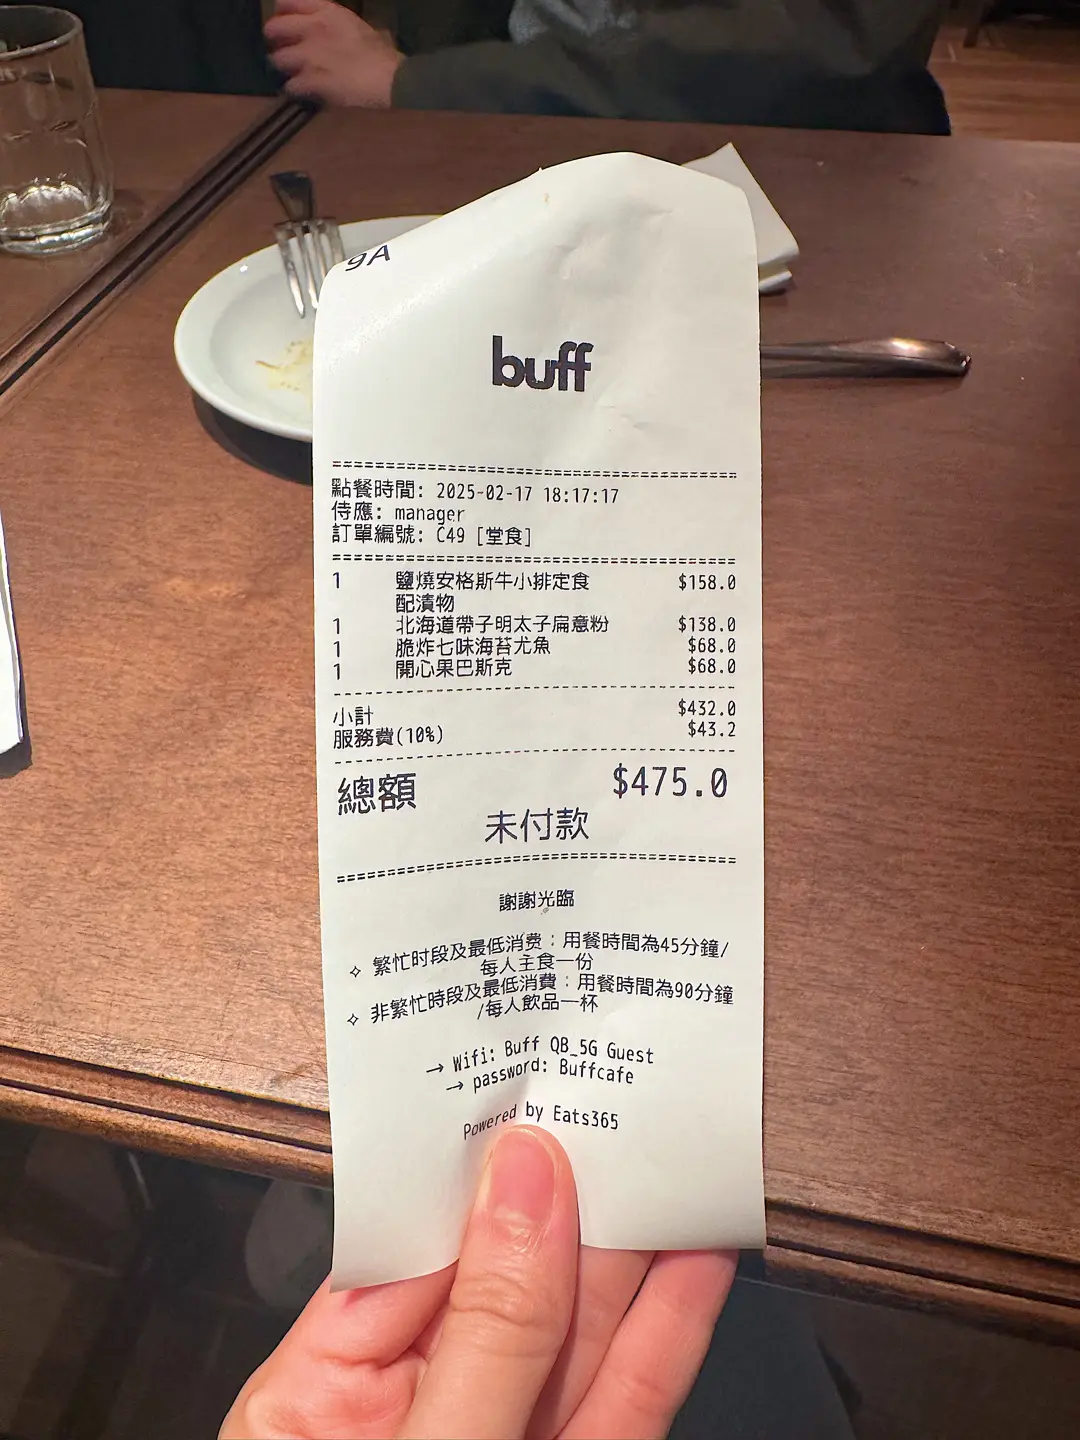 9A
buff
點餐時間: 2025-02-17 18:17:17
侍應: manager
訂單編號: C49 [堂食]
1 鹽燒安格斯牛小排定食 $158.0
配漬物
1 北海道帶子明太子扁意粉 $138.0
1 脆炸七味海苔尤魚 $68.0
1 開心果巴斯克 $68.0
小計 $432.0
服務費(10%) $43.2
總額 $475.0
未付款
謝謝光臨
✧ 繁忙时段及最低消费：用餐時間為45分鐘/
每人主食一份
✧ 非繁忙時段及最低消費：用餐時間為90分鐘
/每人飲品一杯
→ Wifi: Buff QB_5G Guest
→ password: Buffcafe
Powered by Eats365